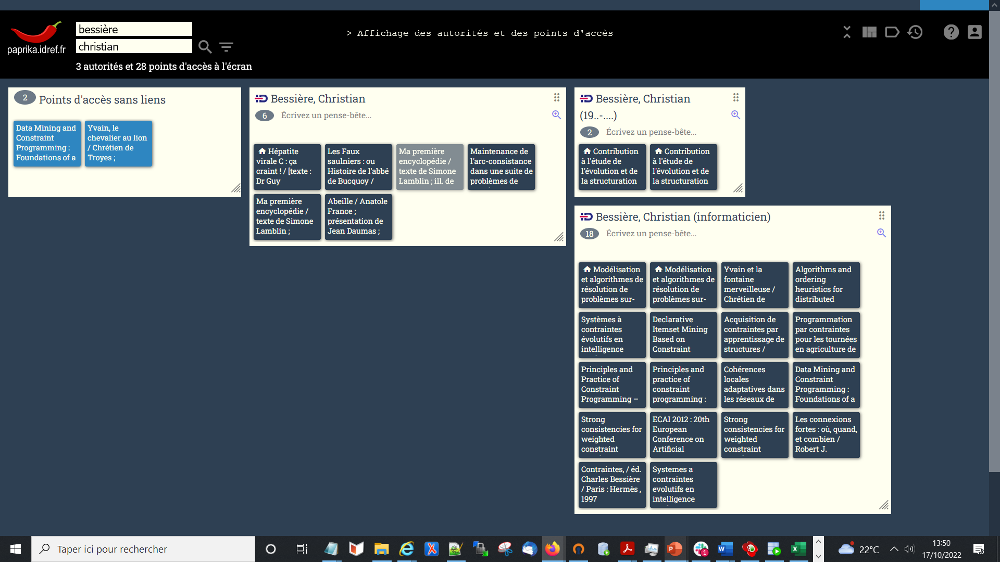 bessière
christian
paprika.idref.fr
3 autorités et 28 points d'accès à l'écran
> Affichage des autorités et des points d'accès
2 Points d'accès sans liens
Data Mining and
Constraint
Programming :
Foundations of a
Yvain, le
chevalier au lion
/ Chrétien de
Troyes ;
Bessière, Christian
6 Écrivez un pense-bête...
Hépatite
virale C : ça
craint ! / [texte :
Dr Guy
Les Faux
saulniers : ou
Histoire de l'abbé
de Bucquoy /
Ma première
encyclopédie /
texte de Simone
Lamblin ; ill. de
Maintenance de
l'arc-consistance
dans une suite de
problèmes de
Ma première
encyclopédie /
texte de Simone
Lamblin ;
Abeille / Anatole
France ;
présentation de
Jean Daumas ;
Bessière, Christian
(19..-....)
2 Écrivez un pense-bête...
Contribution
à l'étude de
l'évolution et de
la structuration
Contribution
à l'étude de
l'évolution et de
la structuration
Bessière, Christian (informaticien)
18 Écrivez un pense-bête...
Modélisation
et algorithmes de
résolution de
problèmes sur-
Modélisation
et algorithmes de
résolution de
problèmes sur-
Yvain et la
fontaine
merveilleuse /
Chrétien de
Algorithms and
ordering
heuristics for
distributed
Systèmes à
contraintes
évolutifs en
intelligence
Declarative
Itemset Mining
Based on
Constraint
Acquisition de
contraintes par
apprentissage de
structures /
Programmation
par contraintes
pour les tournées
en agriculture de
Principles and
Practice of
Constraint
Programming –
Principles and
practice of
constraint
programming :
Cohérences
locales
adaptatives dans
les réseaux de
Data Mining and
Constraint
Programming :
Foundations of a
Strong
consistencies for
weighted
constraint
ECAI 2012 : 20th
European
Conference on
Artificial
Strong
consistencies for
weighted
constraint
Les connexions
fortes : où, quand,
et combien /
Robert J.
Contraintes, / éd.
Charles Bessière
/ Paris : Hermès ,
1997
Systemes a
contraintes
evolutifs en
intelligence
Taper ici pour rechercher
1
22°C
13:50
17/10/2022